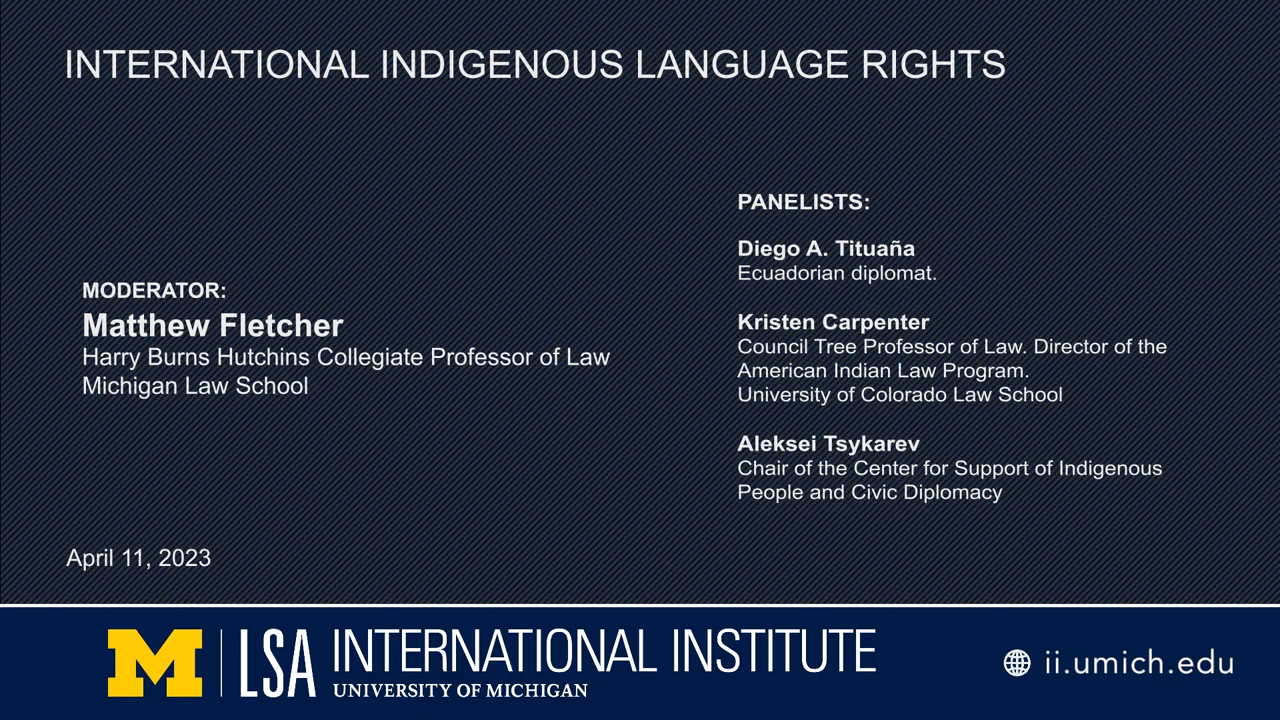 INTERNATIONAL INDIGENOUS LANGUAGE RIGHTS
MODERATOR:
Matthew Fletcher
Harry Burns Hutchins Collegiate Professor of Law
Michigan Law School
PANELISTS:
Diego A. Tituaña
Ecuadorian diplomat.
Kristen Carpenter
Council Tree Professor of Law. Director of the
American Indian Law Program.
University of Colorado Law School
Aleksei Tsykarev
Chair of the Center for Support of Indigenous
People and Civic Diplomacy
April 11, 2023
M LSA INTERNATIONAL INSTITUTE
UNIVERSITY OF MICHIGAN
ii.umich.edu